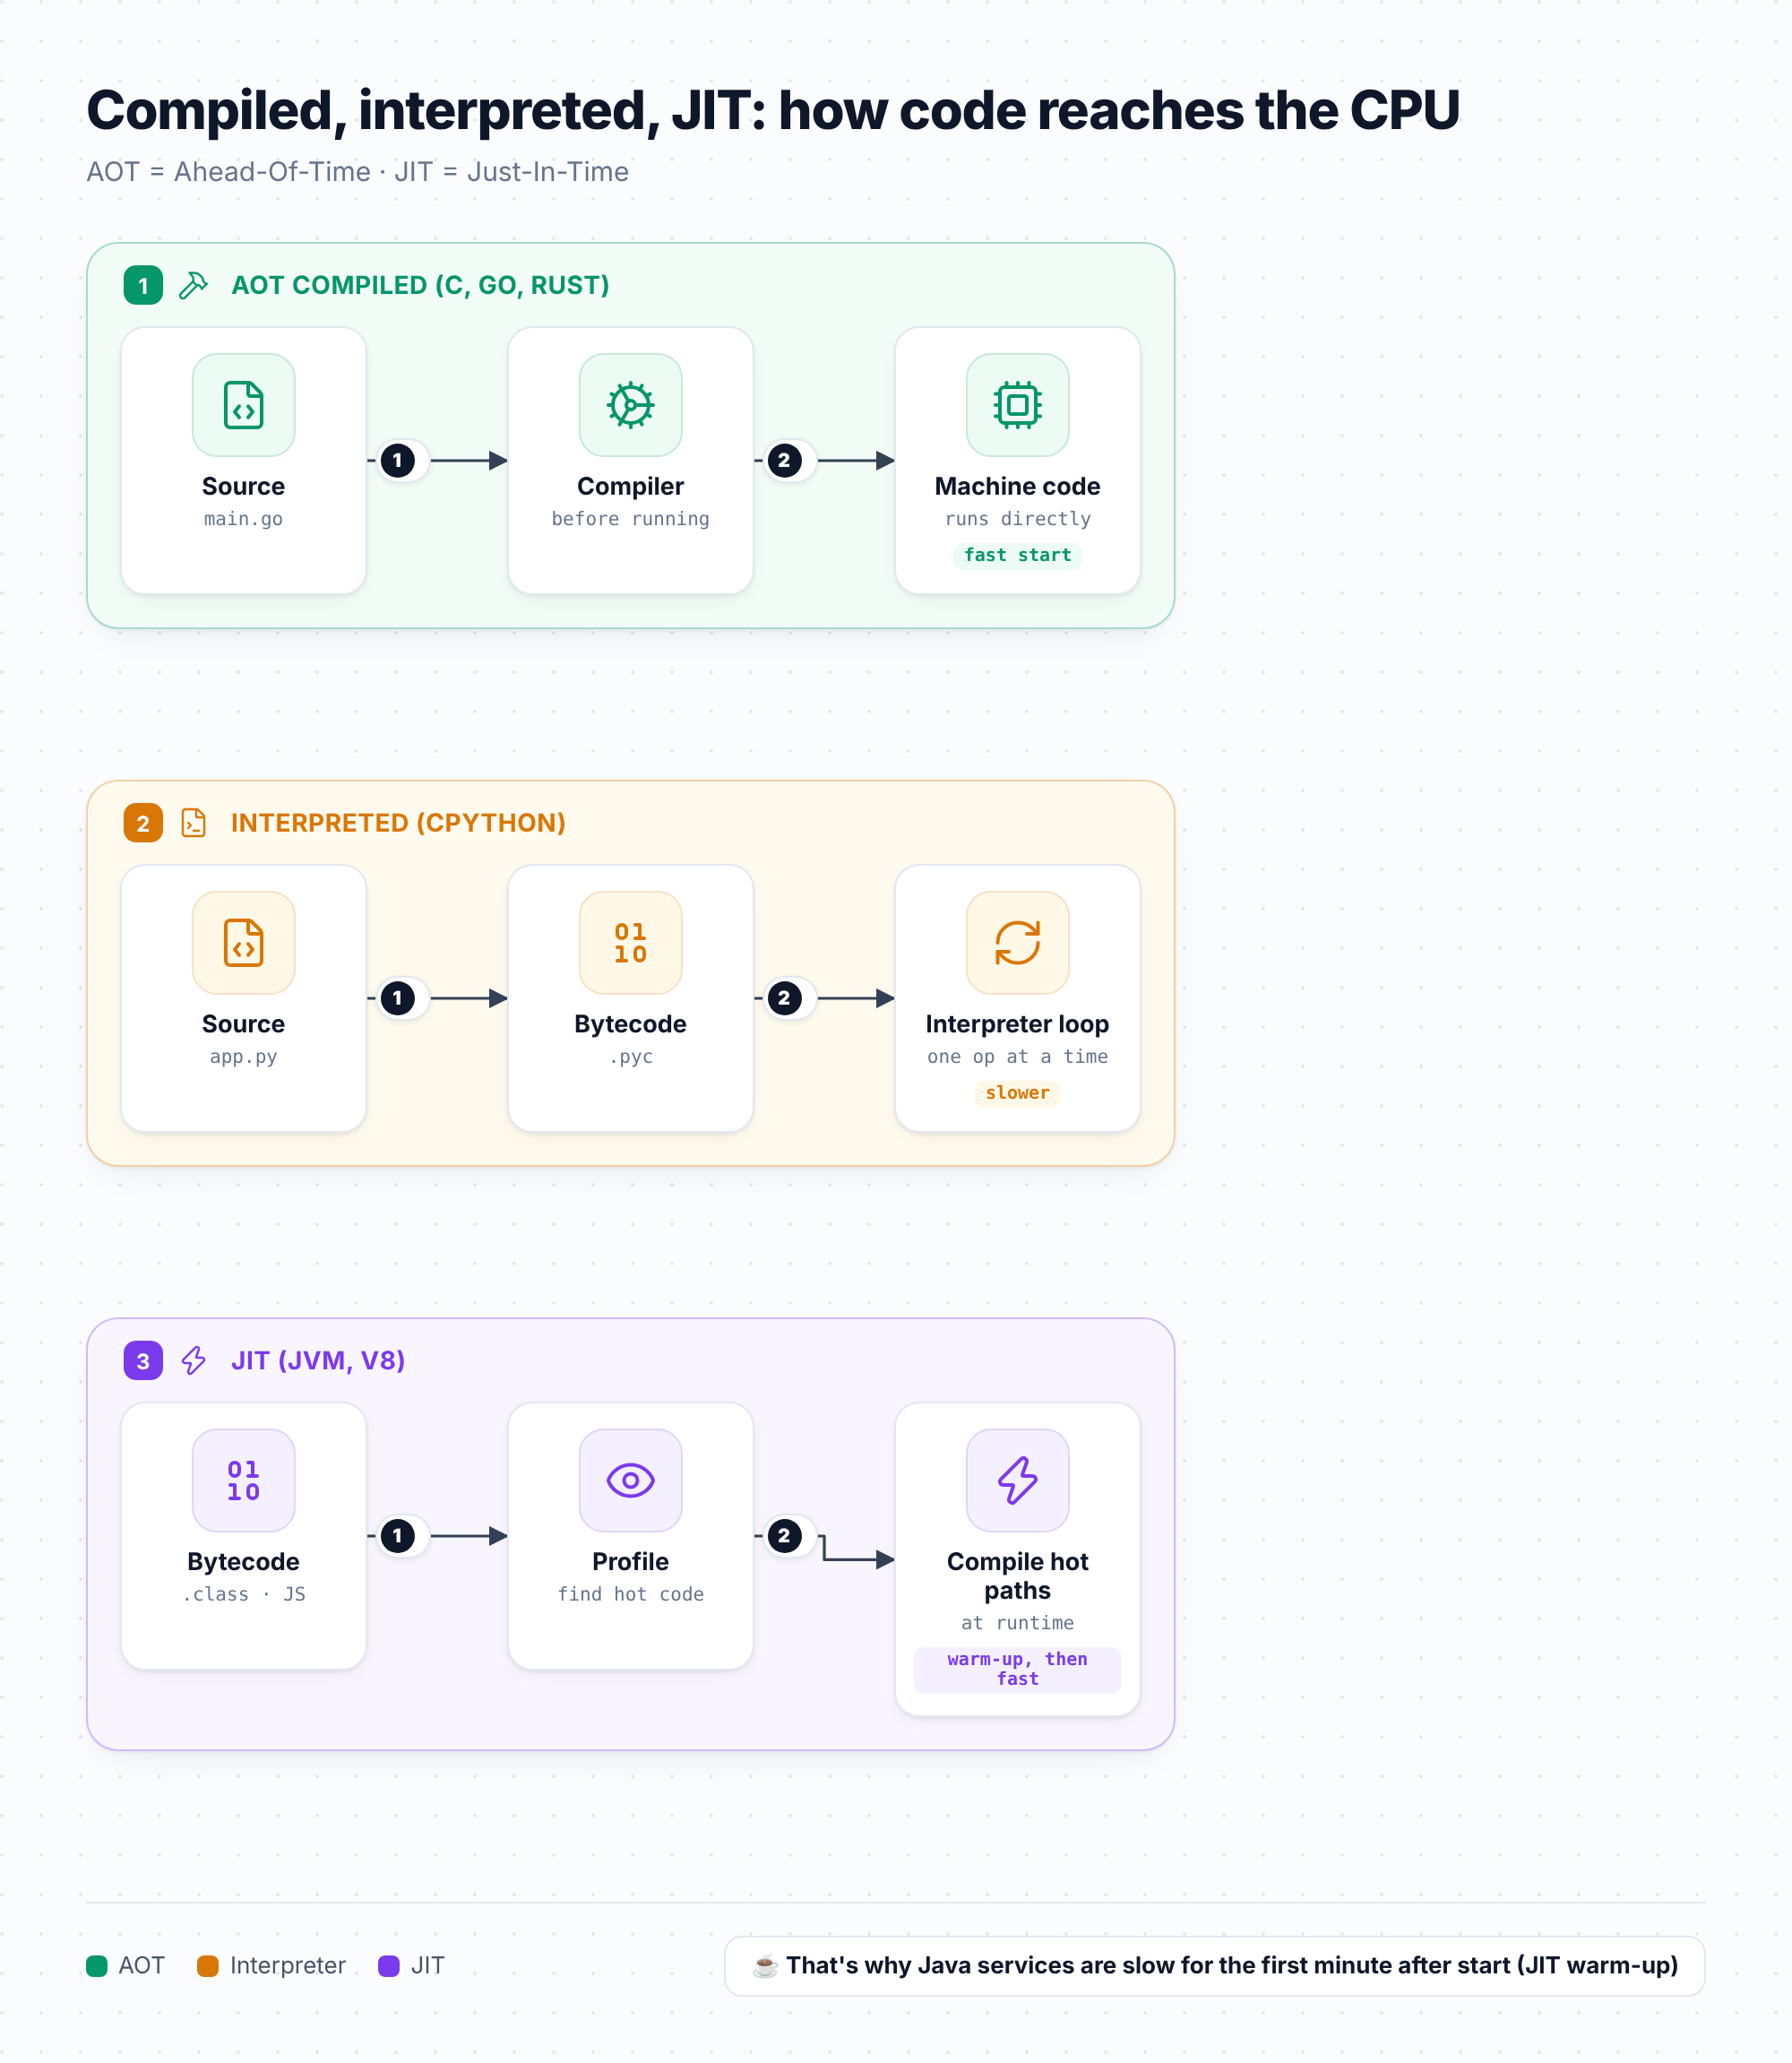 Compiled, interpreted, JIT: how code reaches the CPU
AOT = Ahead-Of-Time · JIT = Just-In-Time
1 AOT COMPILED (C, GO, RUST)
Source
main.go
1
Compiler
before running
2
Machine code
runs directly
fast start
2 INTERPRETED (CPYTHON)
Source
app.py
1
01
10
Bytecode
.pyc
2
Interpreter loop
one op at a time
slower
3 JIT (JVM, V8)
01
10
Bytecode
.class · JS
1
Profile
find hot code
2
Compile hot
paths
at runtime
warm-up, then
fast
AOT Interpreter JIT
☕ That's why Java services are slow for the first minute after start (JIT warm-up)